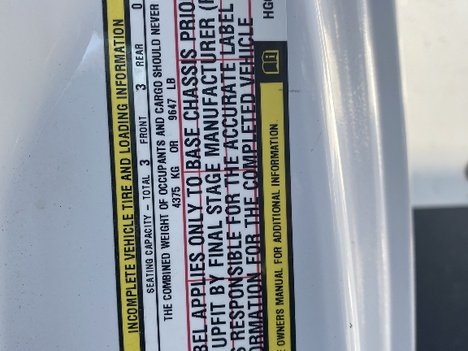 INCOMPLETE VEHICLE TIRE AND LOADING INFORMATION
SEATING CAPACITY - TOTAL 3 FRONT 3 REAR 0
THE COMBINED WEIGHT OF OCCUPANTS AND CARGO SHOULD NEVER
4375 KG OR 9647 LB
BEL APPLIES ONLY TO BASE CHASSIS PRIO
UPFIT BY FINAL STAGE MANUFACTURER (
S RESPONSIBLE FOR THE ACCURATE LABEL
ORMATION FOR THE COMPLETED VEHICLE
OWNERS MANUAL FOR ADDITIONAL INFORMATION